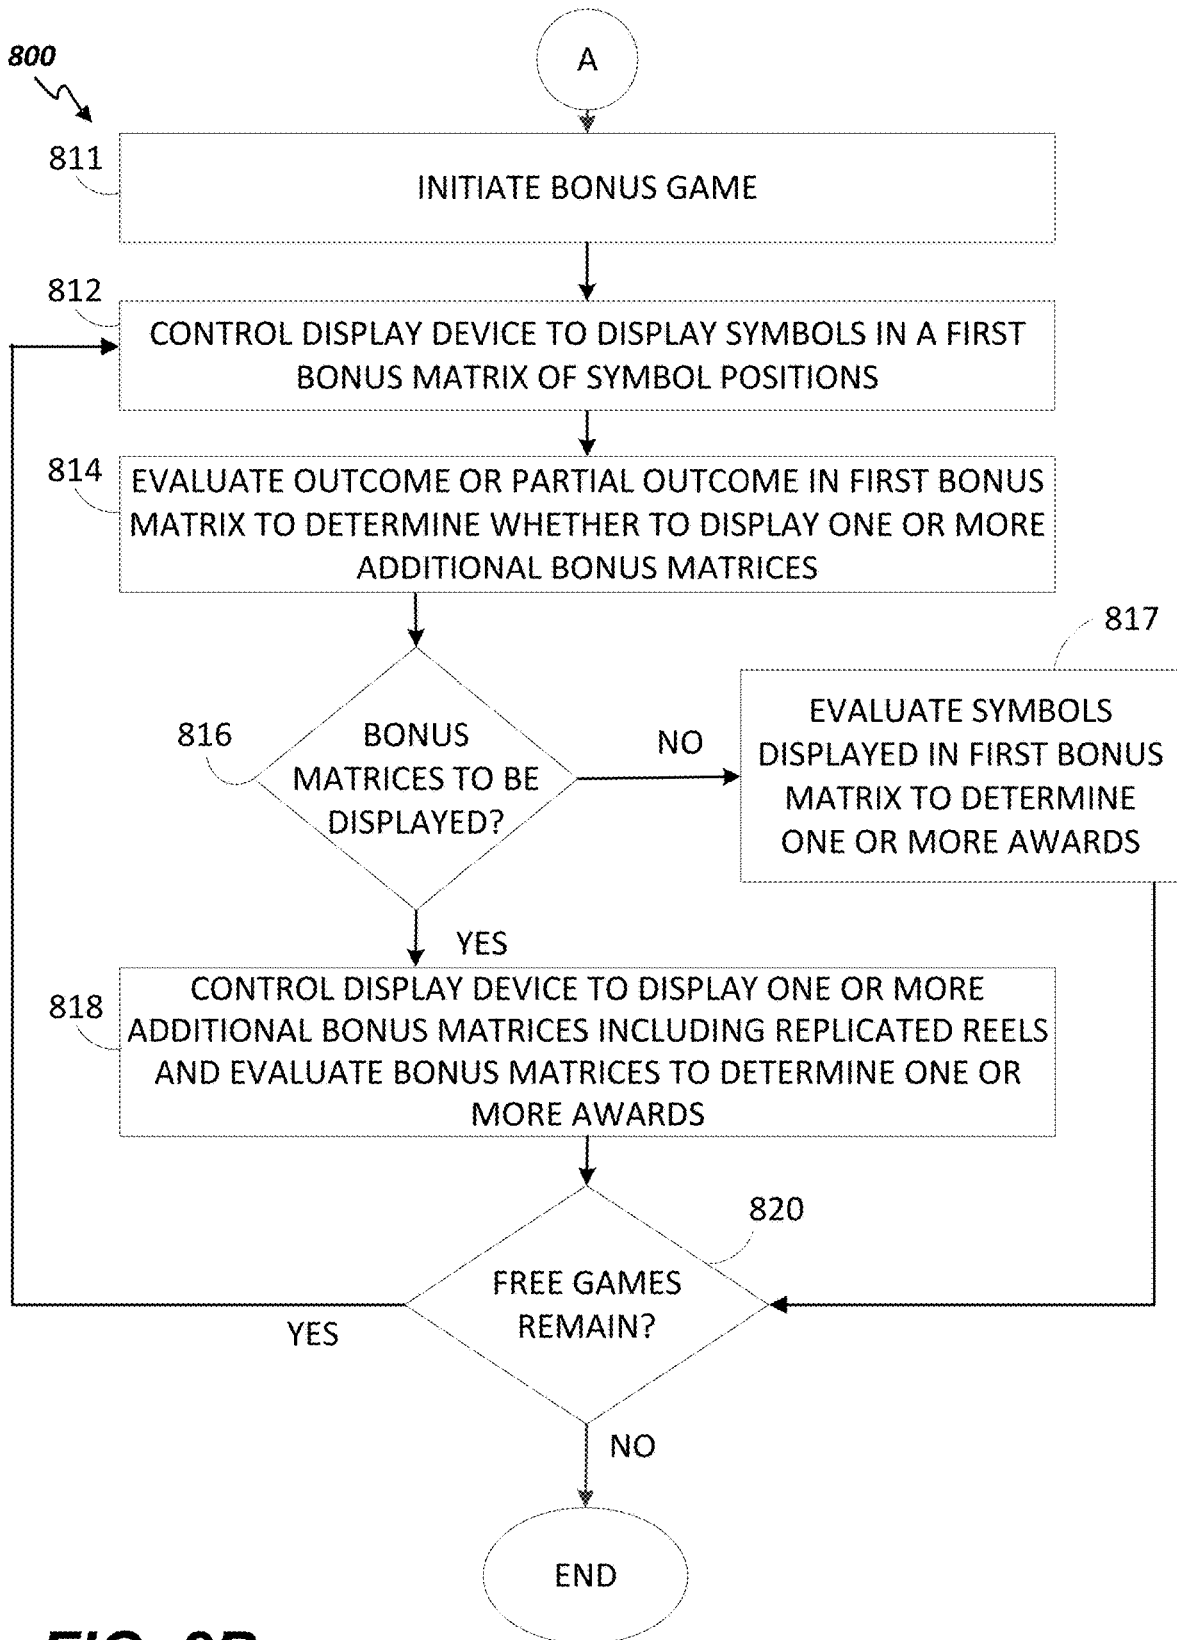 800
A
811
INITIATE BONUS GAME
812
CONTROL DISPLAY DEVICE TO DISPLAY SYMBOLS IN A FIRST
BONUS MATRIX OF SYMBOL POSITIONS
814
EVALUATE OUTCOME OR PARTIAL OUTCOME IN FIRST BONUS
MATRIX TO DETERMINE WHETHER TO DISPLAY ONE OR MORE
ADDITIONAL BONUS MATRICES
816
BONUS
MATRICES TO BE
DISPLAYED?
NO
817
EVALUATE SYMBOLS
DISPLAYED IN FIRST BONUS
MATRIX TO DETERMINE
ONE OR MORE AWARDS
YES
818
CONTROL DISPLAY DEVICE TO DISPLAY ONE OR MORE
ADDITIONAL BONUS MATRICES INCLUDING REPLICATED REELS
AND EVALUATE BONUS MATRICES TO DETERMINE ONE OR
MORE AWARDS
820
FREE GAMES
REMAIN?
YES
NO
END